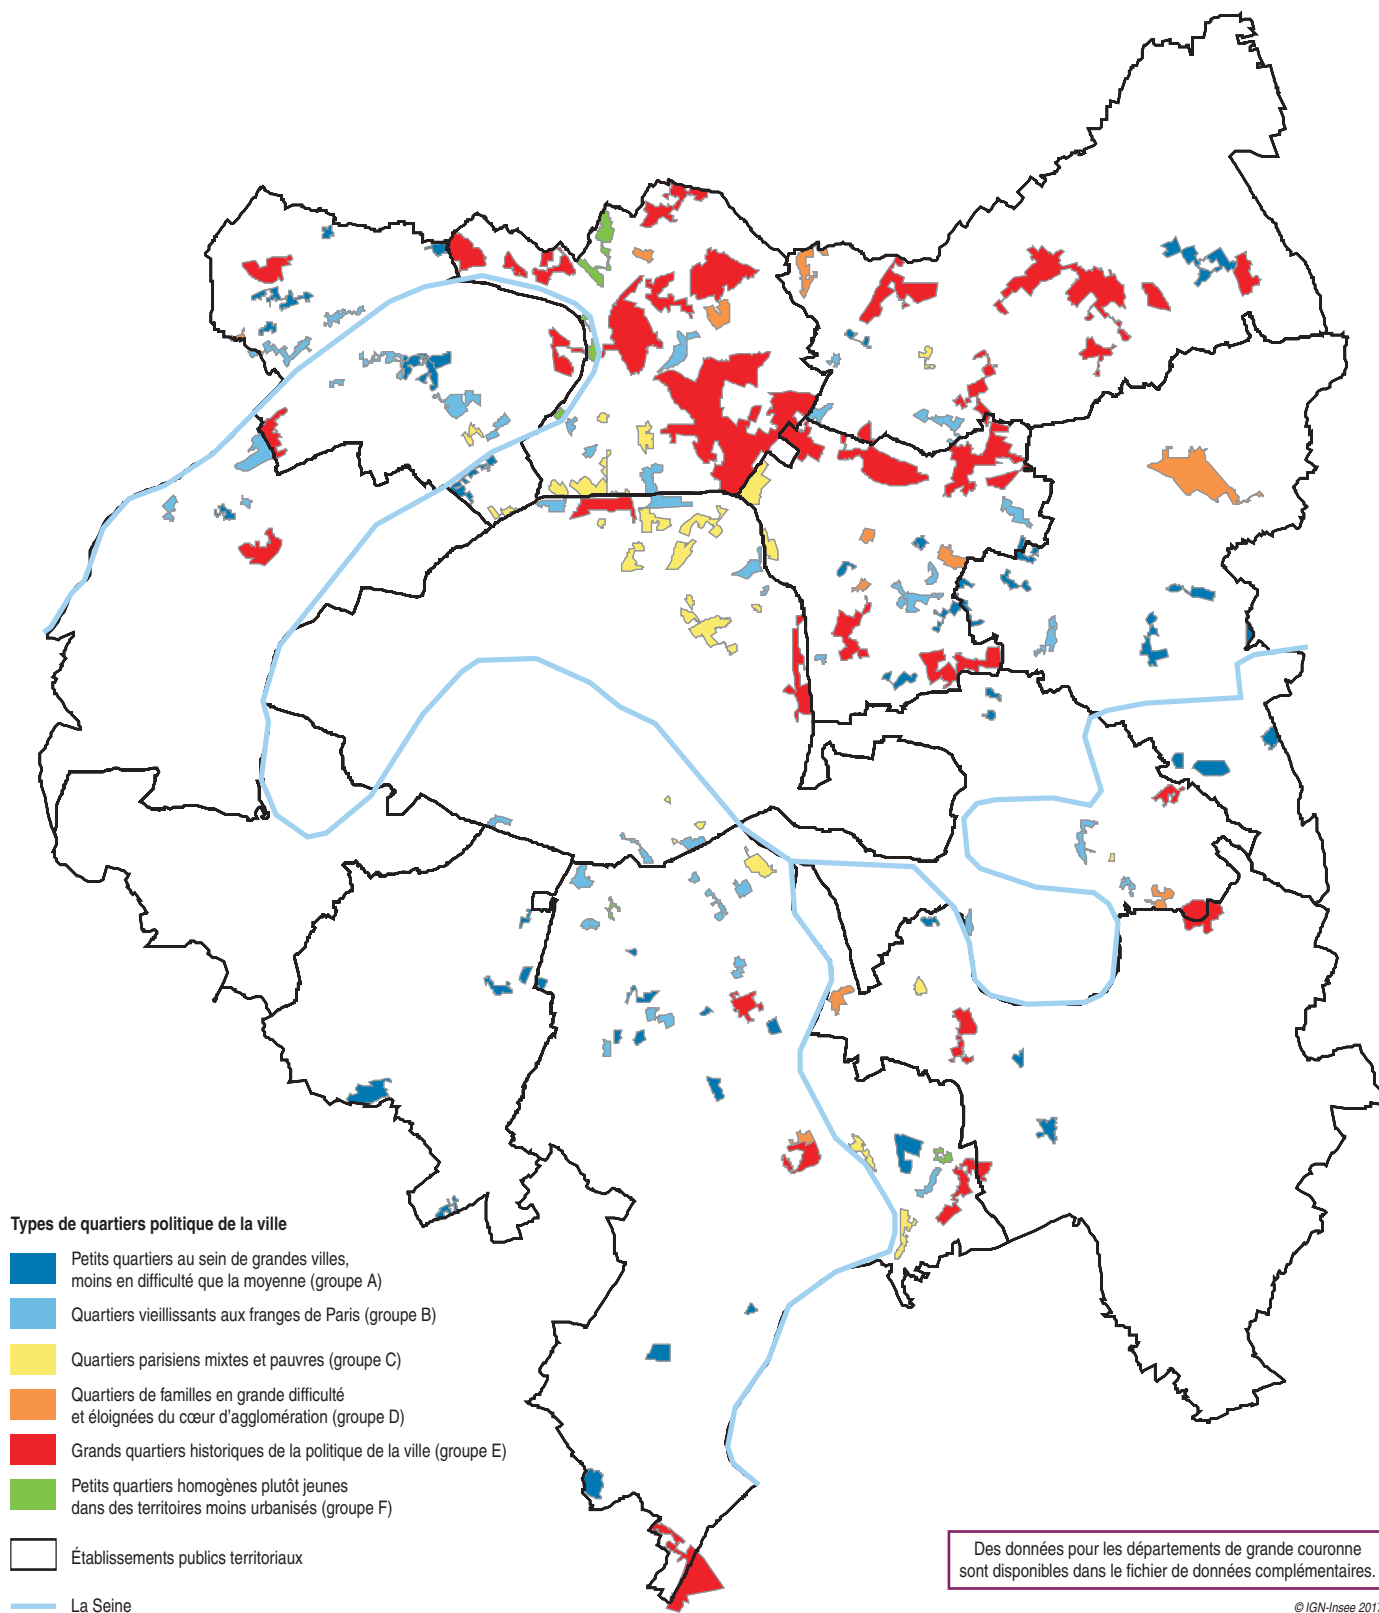 Types de quartiers politique de la ville
Petits quartiers au sein de grandes villes,
moins en difficulté que la moyenne (groupe A)
Quartiers vieillissants aux franges de Paris (groupe B)
Quartiers parisiens mixtes et pauvres (groupe C)
Quartiers de familles en grande difficulté
et éloignées du cœur d'agglomération (groupe D)
Grands quartiers historiques de la politique de la ville (groupe E)
Petits quartiers homogènes plutôt jeunes
dans des territoires moins urbanisés (groupe F)
Établissements publics territoriaux
La Seine
Des données pour les départements de grande couronne
sont disponibles dans le fichier de données complémentaires.
© IGN-Insee 2017